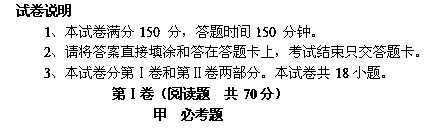 试卷说明
1、本试卷满分 150 分，答题时间 150 分钟。
2、请将答案直接填涂和答在答题卡上，考试结束只交答题卡。
3、本试卷分第Ⅰ卷和第Ⅱ卷两部分。本试卷共 18 小题。
第Ⅰ卷（阅读题　共 70 分）
甲　必考题